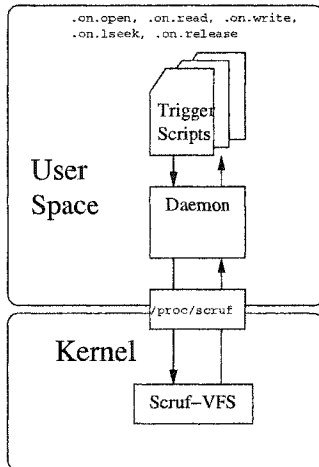 .on.open, .on.read, .on.write,
.on.lseek, .on.release
Trigger
Scripts
User
Space
Daemon
/proc/scruf
Kernel
Scruf-VFS